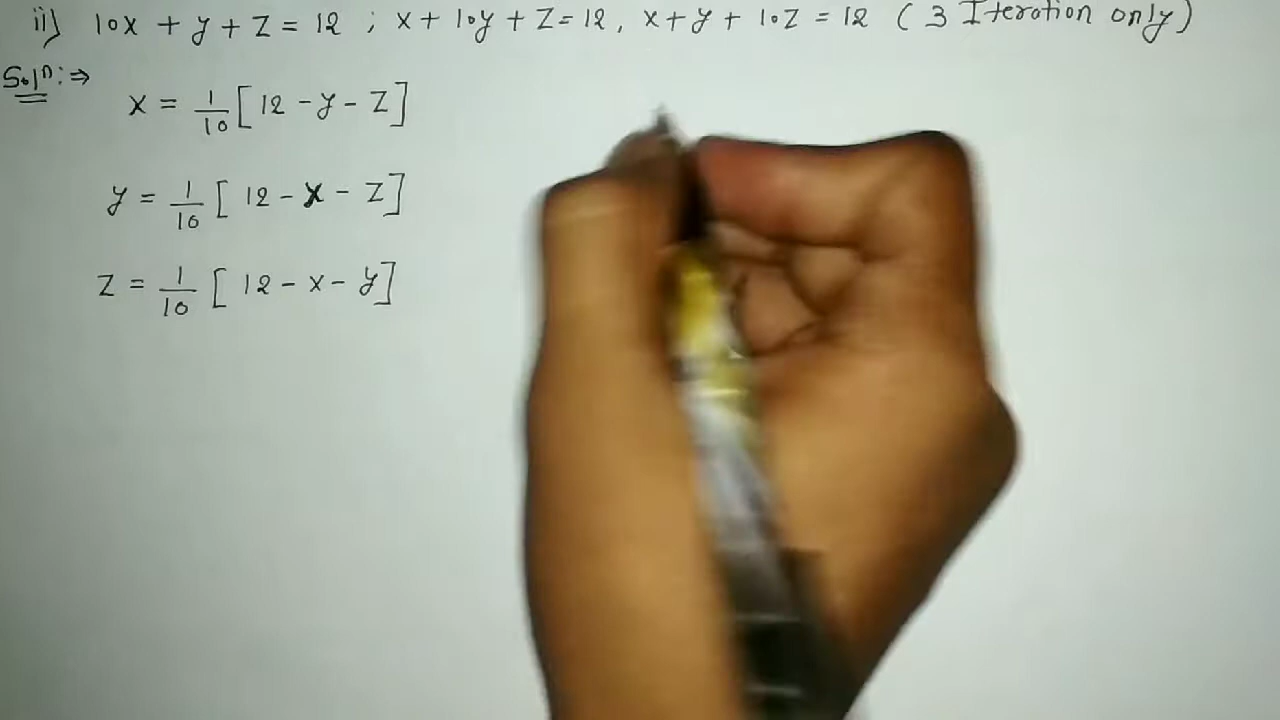 ii) 10x + y + z = 12 ; x + 10y + z = 12, x + y + 10z = 12 ( 3 Iteration only )
Solⁿ:⇒
x = 1/10 [ 12 - y - z ]
y = 1/10 [ 12 - x - z ]
z = 1/10 [ 12 - x - y ]